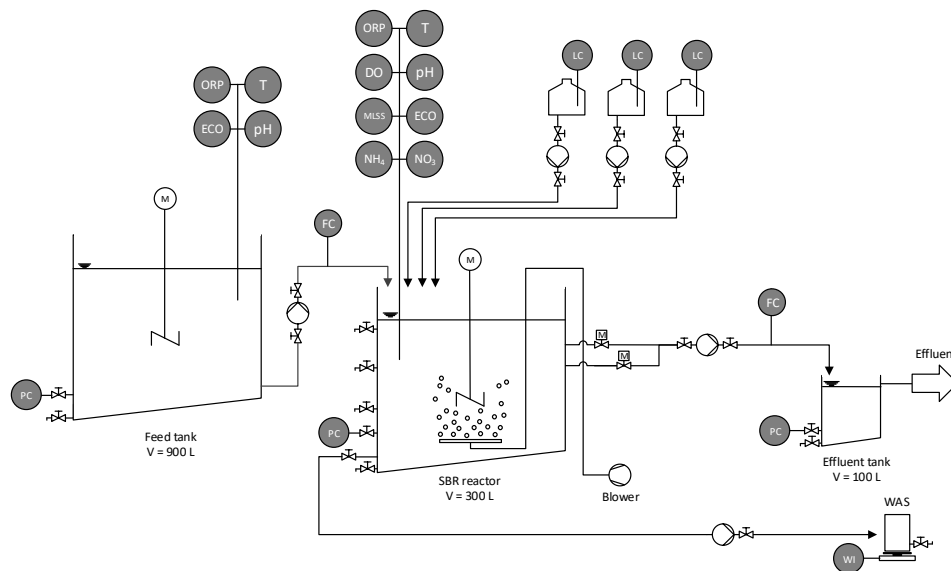 ORP
T
ECO
pH
ORP
T
DO
pH
MLSS
ECO
NH₄
NO₃
LC
LC
LC
M
FC
M
M
M
FC
Effluent
PC
PC
PC
Feed tank
V = 900 L
SBR reactor
V = 300 L
Blower
Effluent tank
V = 100 L
WAS
WI